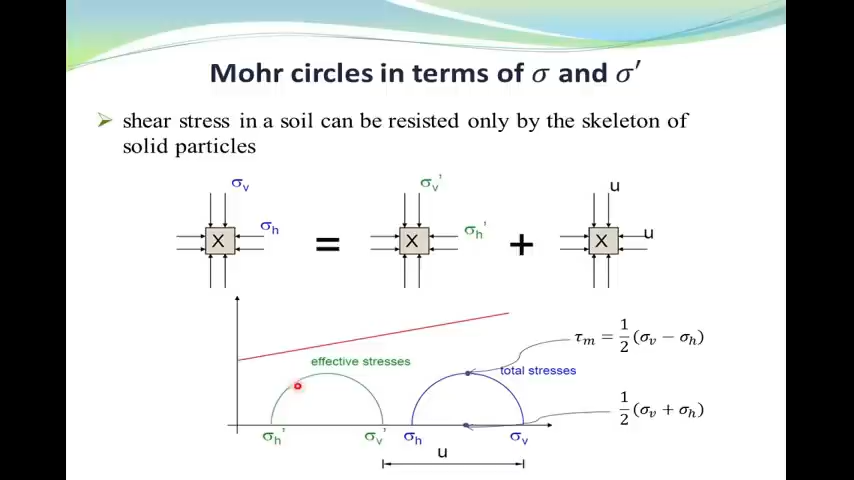 Mohr circles in terms of σ and σ′
shear stress in a soil can be resisted only by the skeleton of
solid particles
σv
σh
X
=
σv’
σh’
X
+
u
u
X
τm = 1/2 (σv − σh)
effective stresses
total stresses
1/2 (σv + σh)
σh’ σv’ σh σv
u